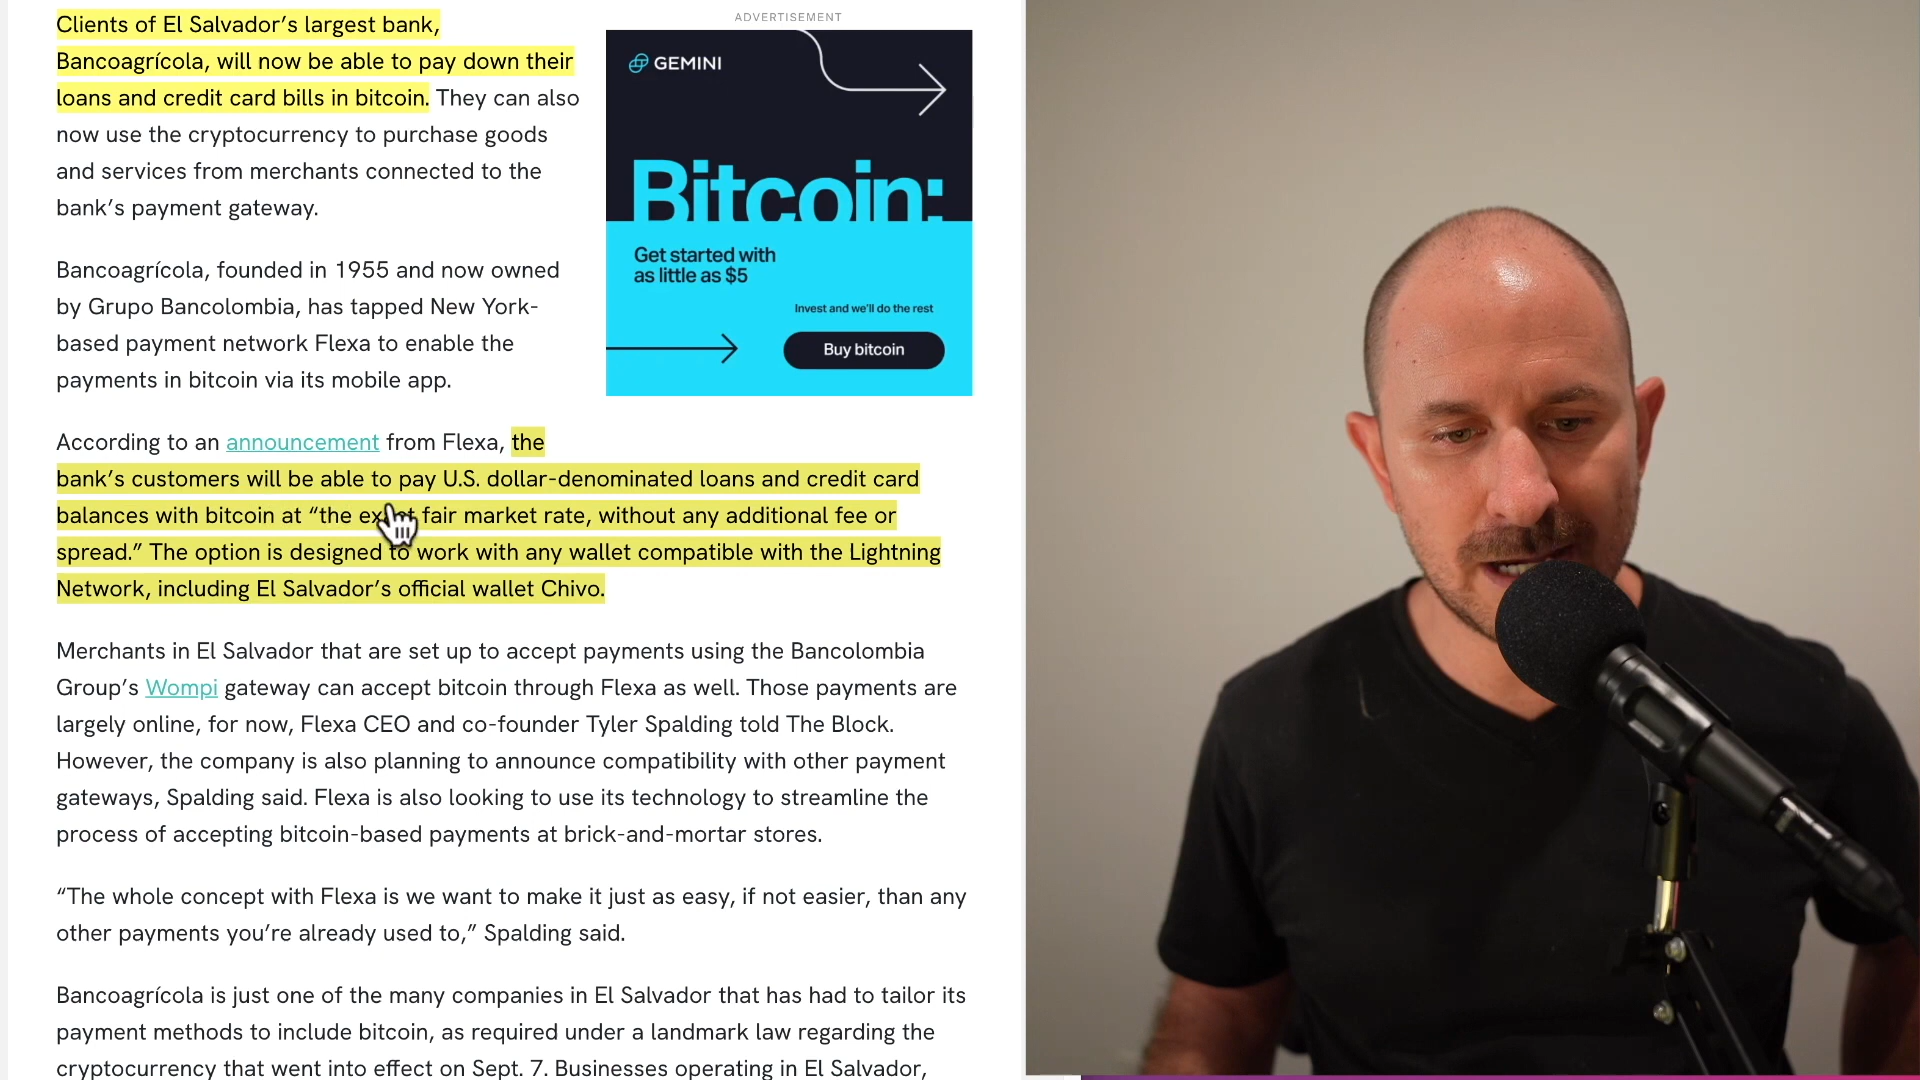 Clients of El Salvador’s largest bank,
Bancoagrícola, will now be able to pay down their
loans and credit card bills in bitcoin. They can also
now use the cryptocurrency to purchase goods
and services from merchants connected to the
bank’s payment gateway.
Bancoagrícola, founded in 1955 and now owned
by Grupo Bancolombia, has tapped New York-
based payment network Flexa to enable the
payments in bitcoin via its mobile app.
ADVERTISEMENT
GEMINI
Bitcoin:
Get started with
as little as $5
Invest and we’ll do the rest
Buy bitcoin
According to an announcement from Flexa, the
bank’s customers will be able to pay U.S. dollar-denominated loans and credit card
balances with bitcoin at “the exact fair market rate, without any additional fee or
spread.” The option is designed to work with any wallet compatible with the Lightning
Network, including El Salvador’s official wallet Chivo.
Merchants in El Salvador that are set up to accept payments using the Bancolombia
Group’s Wompi gateway can accept bitcoin through Flexa as well. Those payments are
largely online, for now, Flexa CEO and co-founder Tyler Spalding told The Block.
However, the company is also planning to announce compatibility with other payment
gateways, Spalding said. Flexa is also looking to use its technology to streamline the
process of accepting bitcoin-based payments at brick-and-mortar stores.
“The whole concept with Flexa is we want to make it just as easy, if not easier, than any
other payments you’re already used to,” Spalding said.
Bancoagrícola is just one of the many companies in El Salvador that has had to tailor its
payment methods to include bitcoin, as required under a landmark law regarding the
cryptocurrency that went into effect on Sept. 7. Businesses operating in El Salvador,